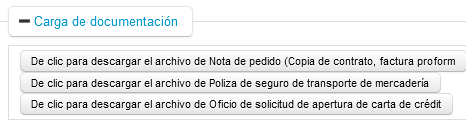 Carga de documentación
De clic para descargar el archivo de Nota de pedido (Copia de contrato, factura proform
De clic para descargar el archivo de Poliza de seguro de transporte de mercadería
De clic para descargar el archivo de Oficio de solicitud de apertura de carta de crédit